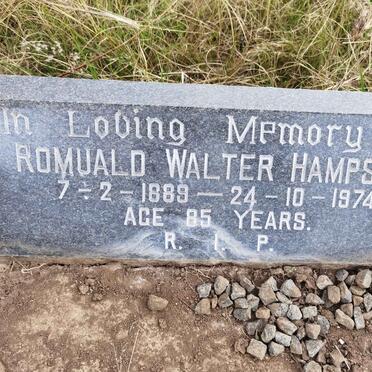 In Loving Memory
ROMUALD WALTER HAMPS
7-2-1889-24-10-1974
AGE 85 YEARS.
R. I. P.